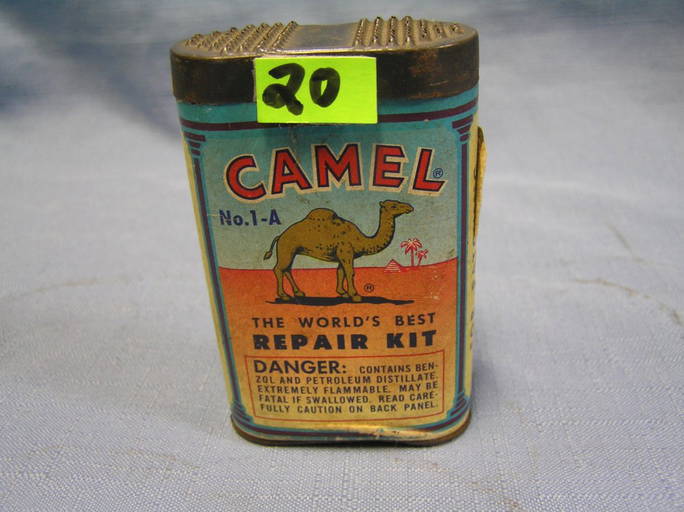 20
CAMEL®
No.1-A
®
THE WORLD'S BEST
REPAIR KIT
DANGER: CONTAINS BEN-
ZOL AND PETROLEUM DISTILLATE.
EXTREMELY FLAMMABLE. MAY BE
FATAL IF SWALLOWED. READ CARE-
FULLY CAUTION ON BACK PANEL.